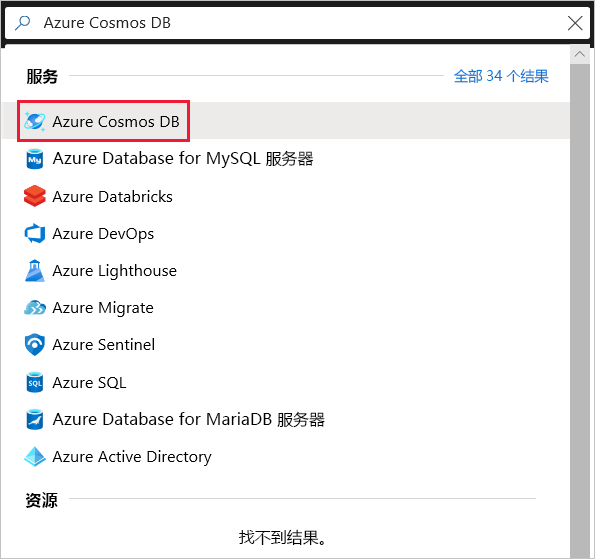 Azure Cosmos DB
服务
全部 34 个结果
Azure Cosmos DB
My
Azure Database for MySQL 服务器
Azure Databricks
Azure DevOps
Azure Lighthouse
Azure Migrate
Azure Sentinel
SQL
Azure SQL
Azure Database for MariaDB 服务器
Azure Active Directory
资源
找不到结果。